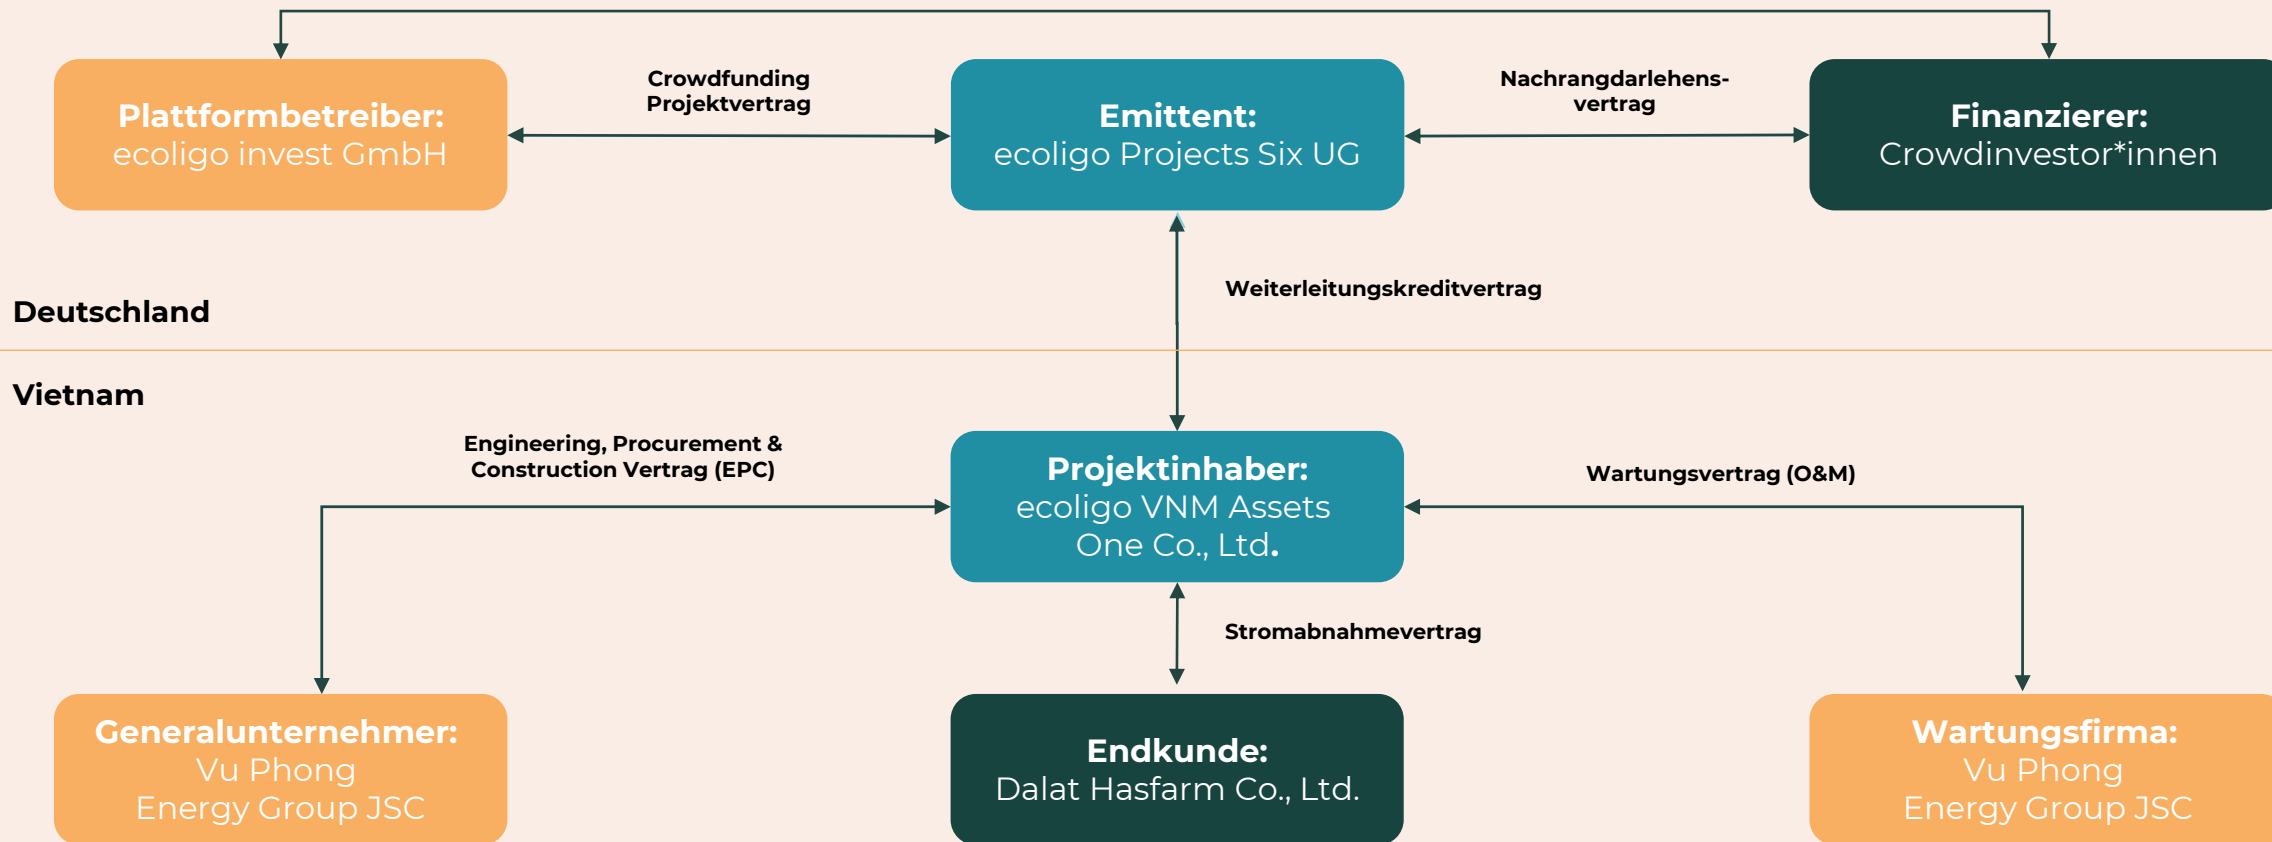 Crowdfunding
Projektvertrag
Nachrangdarlehens-
vertrag
Plattformbetreiber:
ecoligo invest GmbH
Emittent:
ecoligo Projects Six UG
Finanzierer:
Crowdinvestor*innen
Weiterleitungskreditvertrag
Deutschland
Vietnam
Engineering, Procurement &
Construction Vertrag (EPC)
Projektinhaber:
ecoligo VNM Assets
One Co., Ltd.
Wartungsvertrag (O&M)
Stromabnahmevertrag
Generalunternehmer:
Vu Phong
Energy Group JSC
Endkunde:
Dalat Hasfarm Co., Ltd.
Wartungsfirma:
Vu Phong
Energy Group JSC